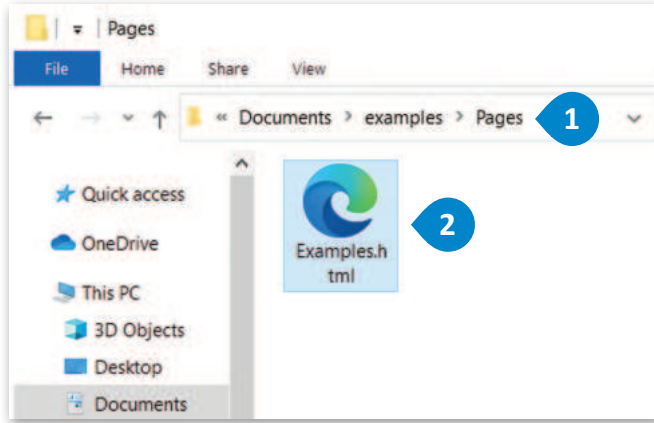 Pages
File Home Share View
« Documents > examples > Pages
1
Quick access
OneDrive
This PC
3D Objects
Desktop
Documents
2
Examples.h
tml